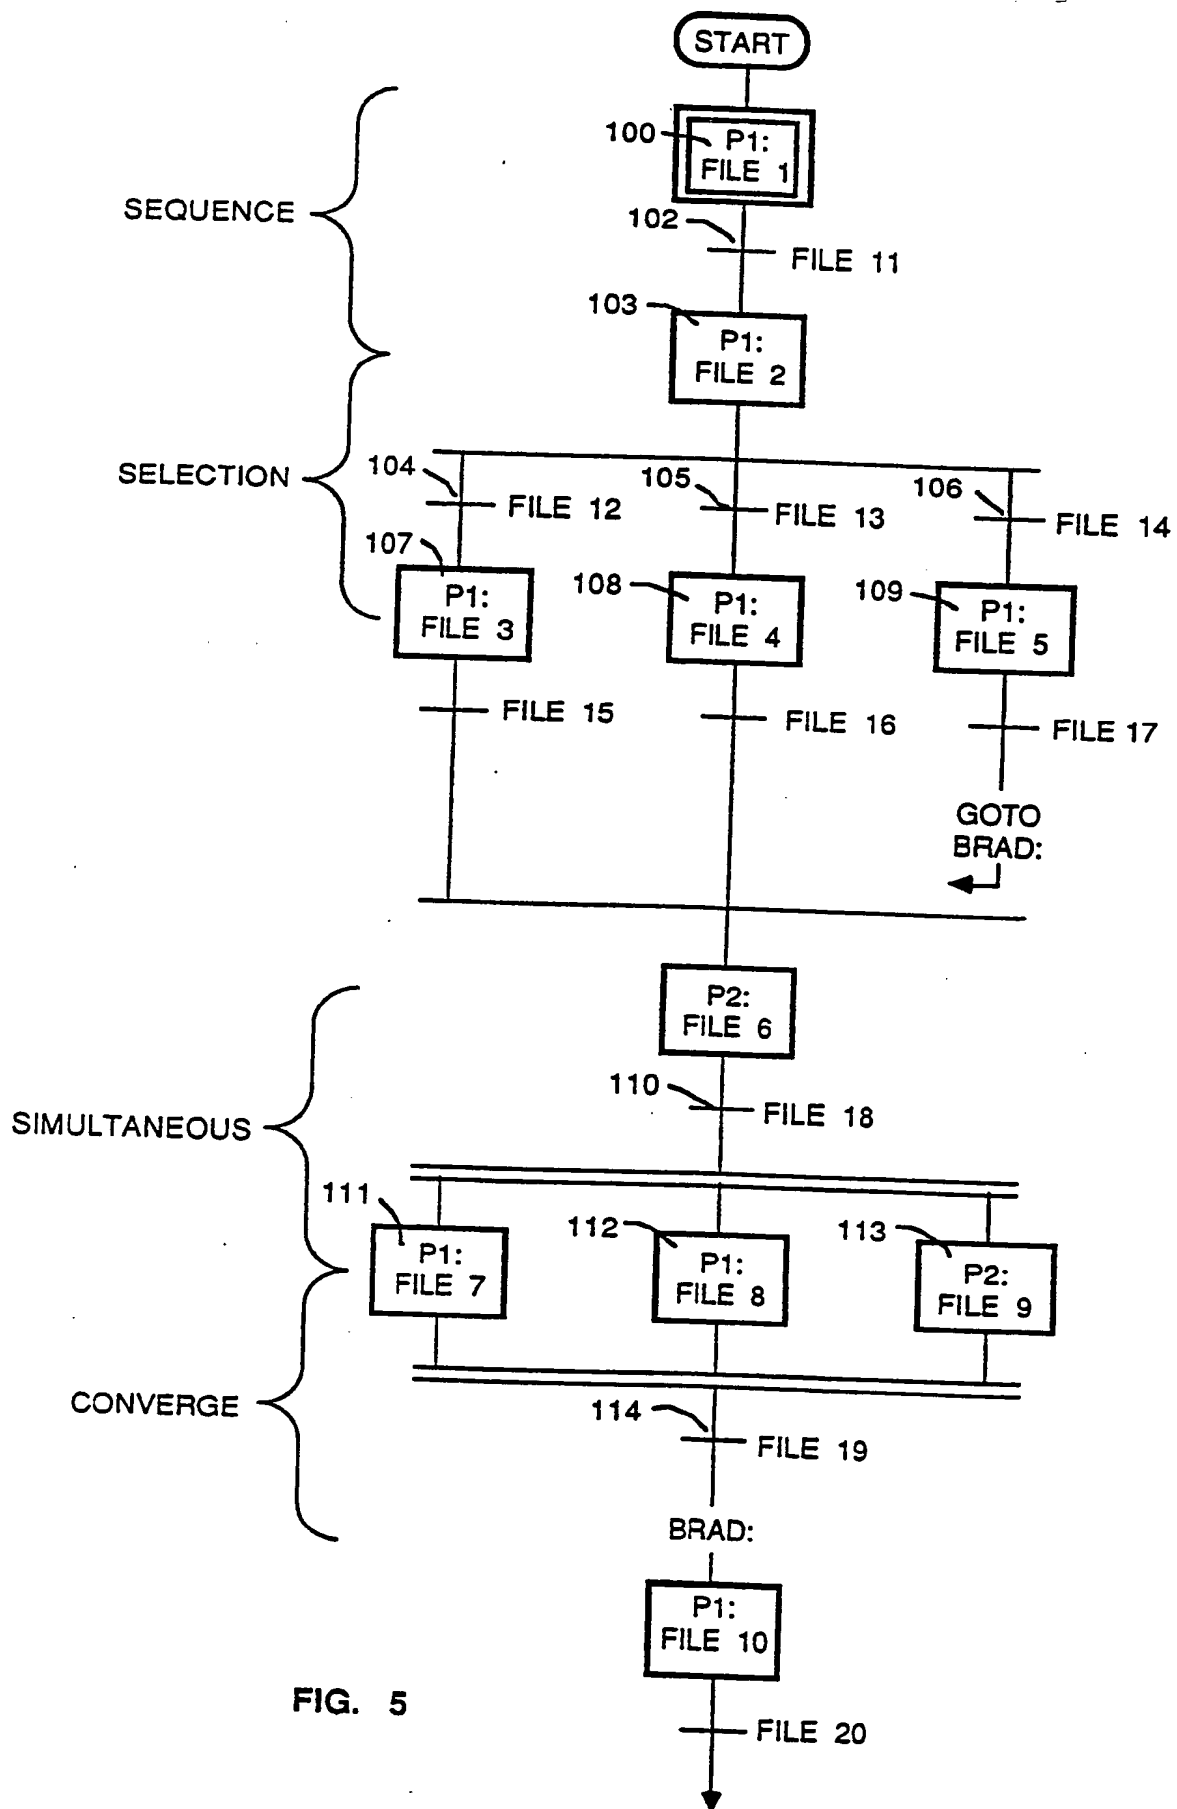 START
100
P1:
FILE 1
SEQUENCE
102
FILE 11
103
P1:
FILE 2
SELECTION
104
FILE 12
105
FILE 13
106
FILE 14
107
P1:
FILE 3
108
P1:
FILE 4
109
P1:
FILE 5
FILE 15
FILE 16
FILE 17
GOTO
BRAD:
P2:
FILE 6
SIMULTANEOUS
110
FILE 18
111
P1:
FILE 7
112
P1:
FILE 8
113
P2:
FILE 9
CONVERGE
114
FILE 19
BRAD:
P1:
FILE 10
FIG. 5
FILE 20